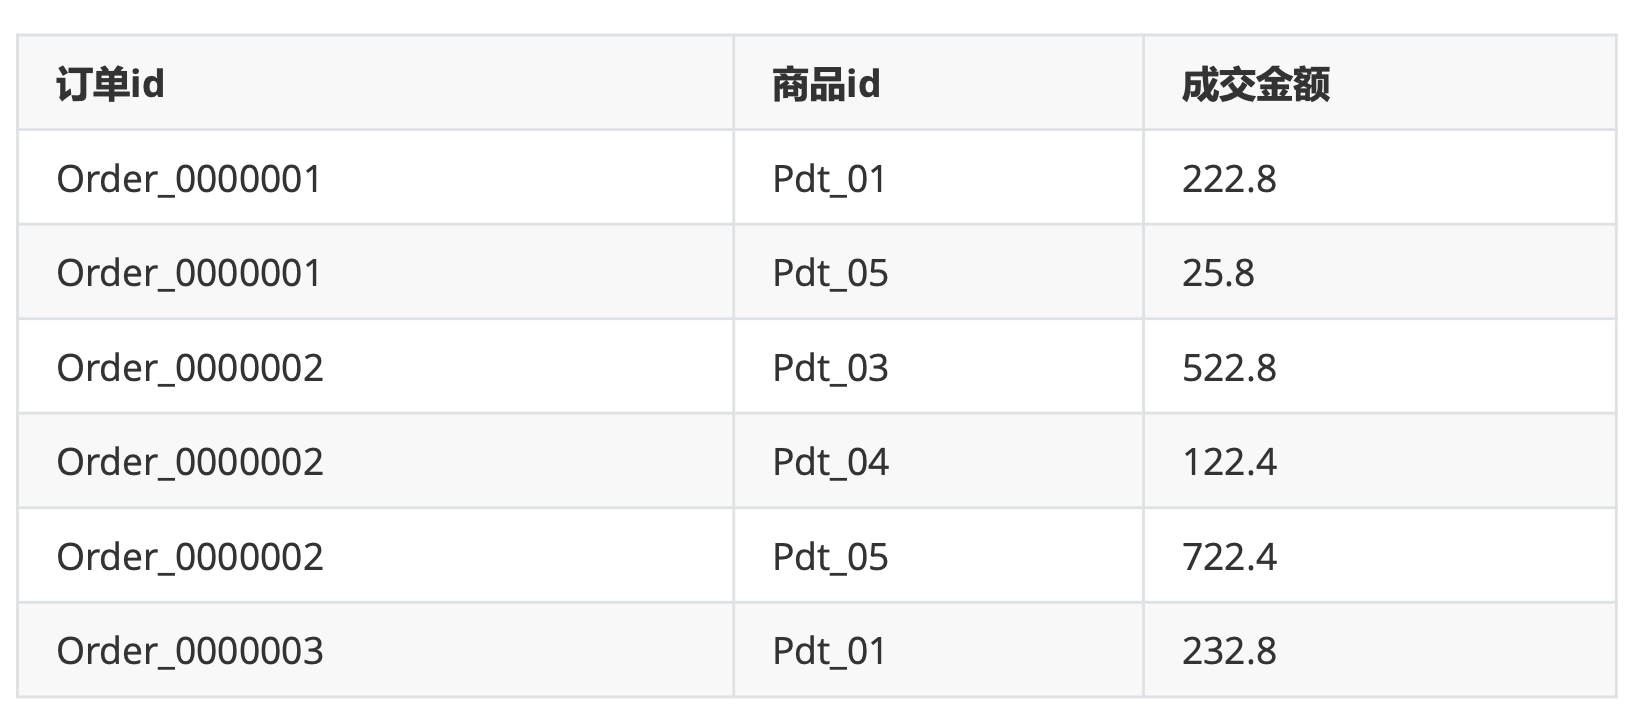 订单id 商品id 成交金额
Order_0000001 Pdt_01 222.8
Order_0000001 Pdt_05 25.8
Order_0000002 Pdt_03 522.8
Order_0000002 Pdt_04 122.4
Order_0000002 Pdt_05 722.4
Order_0000003 Pdt_01 232.8